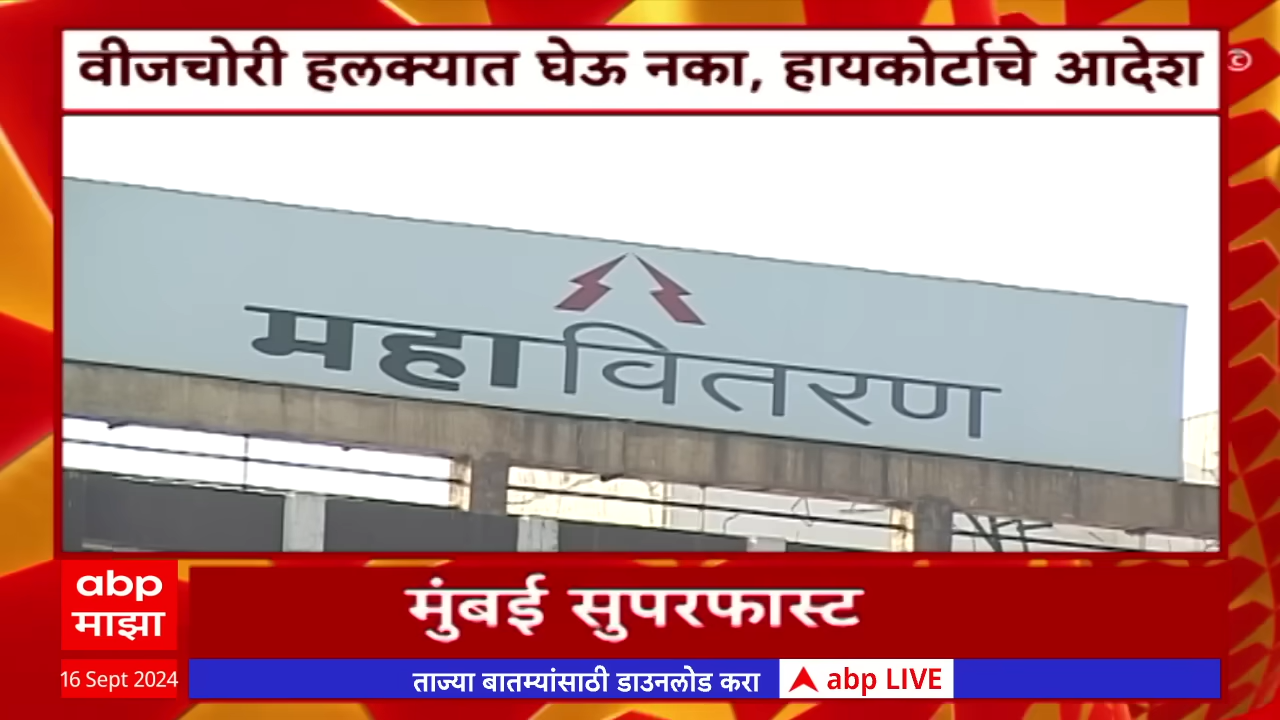 वीजचोरी हलक्यात घेऊ नका, हायकोर्टाचे आदेश
©
महावितरण
abp
माझा
मुंबई सुपरफास्ट
16 Sept 2024
ताज्या बातम्यांसाठी डाउनलोड करा abp LIVE